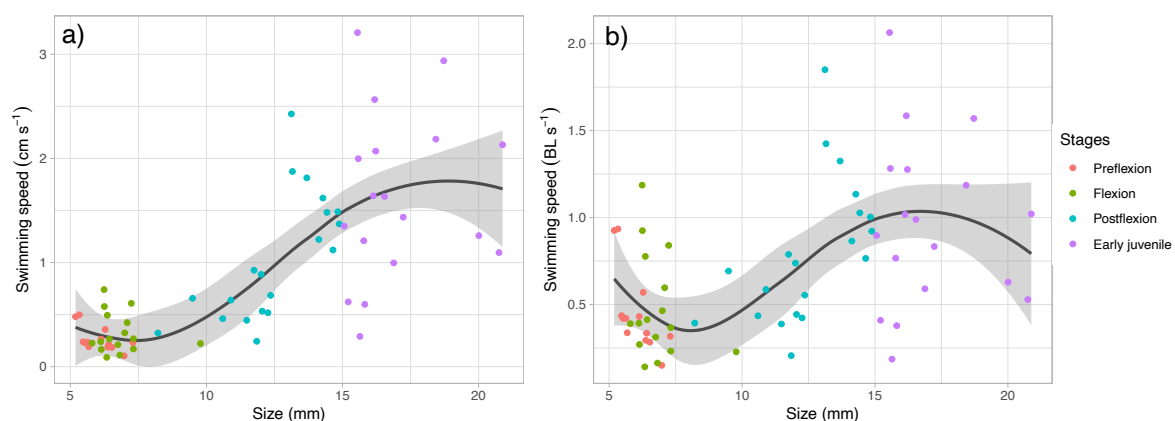 a)
Swimming speed (cm s⁻¹)
3
2
1
0
5 10 15 20
Size (mm)
b)
Swimming speed (BL s⁻¹)
2.0
1.5
1.0
0.5
5 10 15 20
Size (mm)
Stages
Preflexion
Flexion
Postflexion
Early juvenile